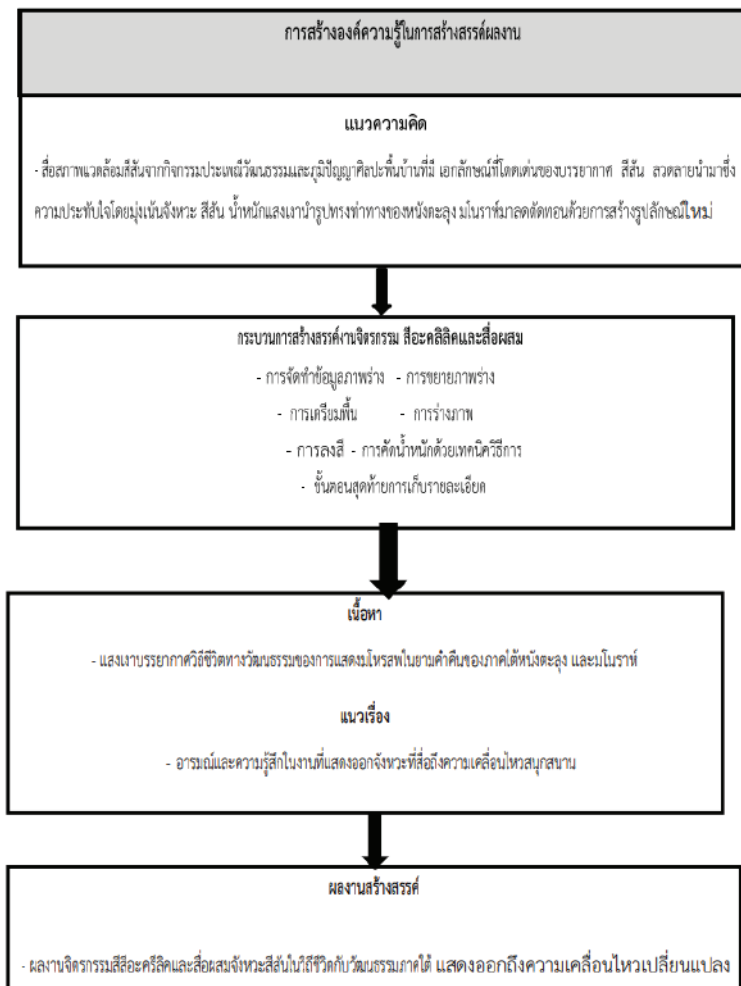 การสร้างองค์ความรู้ในการสร้างสรรค์ผลงาน
แนวความคิด
- สื่อสภาพแวดล้อมสีสันจากกิจกรรมประเพณีวัฒนธรรมและภูมิปัญญาศิลปะพื้นบ้านที่มี เอกลักษณ์ที่โดดเด่นของบรรยากาศ สีสัน ลวดลายนำมาซึ่ง
ความประทับใจโดยมุ่งเน้นจังหวะ สีสัน น้ำหนักแสงเงานำรูปทรงท่าทางของหนังตะลุง มโนราห์มาลดตัดทอนด้วยการสร้างรูปลักษณ์ใหม่
กระบวนการสร้างสรรค์งานจิตรกรรม สีอะคลิลิคและสื่อผสม
- การจัดทำข้อมูลภาพร่าง - การขยายภาพร่าง
- การเตรียมพื้น - การร่างภาพ
- การลงสี - การคัดน้ำหนักด้วยเทคนิควิธีการ
- ขั้นตอนสุดท้ายการเก็บรายละเอียด
เนื้อหา
- แสงเงาบรรยากาศวิถีชีวิตทางวัฒนธรรมของการแสดงมโหรสพในยามค่ำคืนของภาคใต้หนังตะลุง และมโนราห์
แนวเรื่อง
- อารมณ์และความรู้สึกในงานที่แสดงออกจังหวะที่สื่อถึงความเคลื่อนไหวสนุกสนาน
ผลงานสร้างสรรค์
- ผลงานจิตรกรรมสีสีอะครีลิคและสื่อผสมจังหวะสีสันในวิถีชีวิตกับวัฒนธรรมภาคใต้ แสดงออกถึงความเคลื่อนไหวเปลี่ยนแปลง